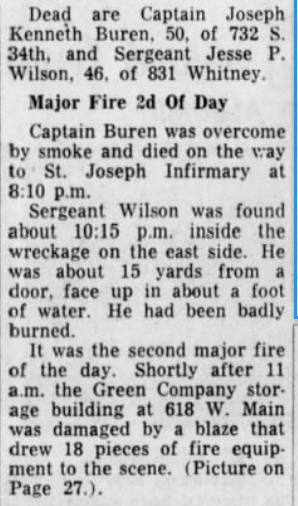 Dead are Captain Joseph
Kenneth Buren, 50, of 732 S.
34th, and Sergeant Jesse P.
Wilson, 46, of 831 Whitney.
Major Fire 2d Of Day
Captain Buren was overcome
by smoke and died on the way
to St. Joseph Infirmary at
8:10 p.m.
Sergeant Wilson was found
about 10:15 p.m. inside the
wreckage on the east side. He
was about 15 yards from a
door, face up in about a foot
of water. He had been badly
burned.
It was the second major fire
of the day. Shortly after 11
a.m. the Green Company stor-
age building at 618 W. Main
was damaged by a blaze that
drew 18 pieces of fire equip-
ment to the scene. (Picture on
Page 27.).